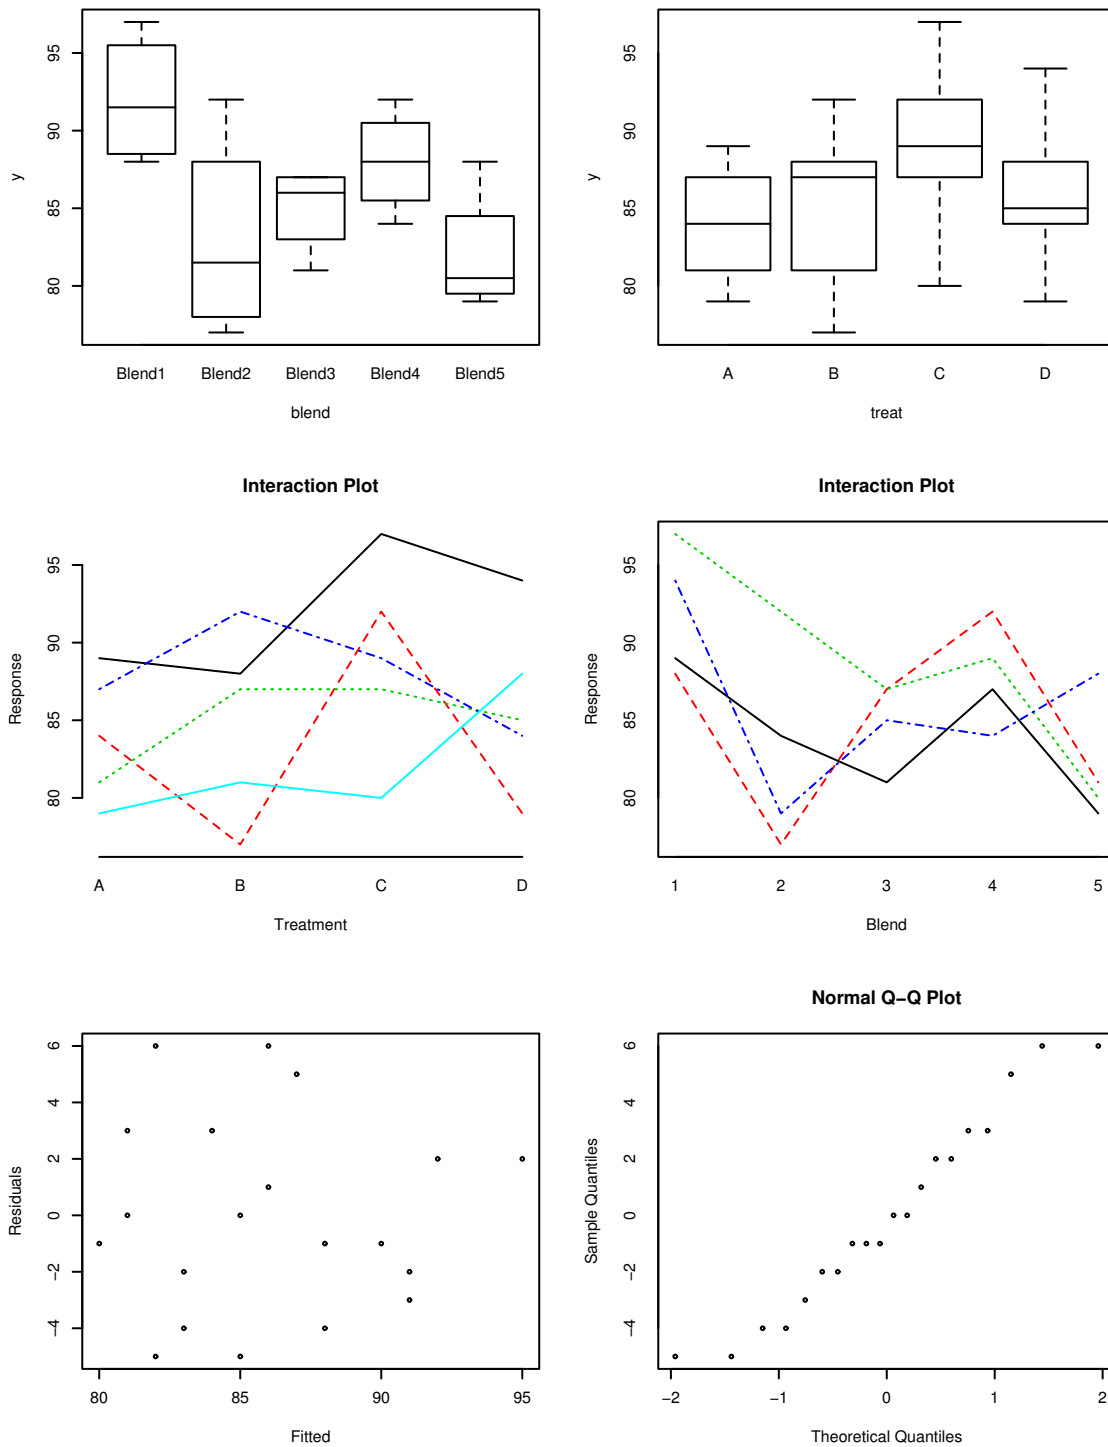 y
95
90
85
80
Blend1 Blend2 Blend3 Blend4 Blend5
blend
y
95
90
85
80
A B C D
treat
Interaction Plot
Response
95
90
85
80
A B C D
Treatment
Interaction Plot
Response
95
90
85
80
1 2 3 4 5
Blend
Residuals
6
4
2
0
−2
−4
80 85 90 95
Fitted
Normal Q−Q Plot
Sample Quantiles
6
4
2
0
−2
−4
−2 −1 0 1 2
Theoretical Quantiles